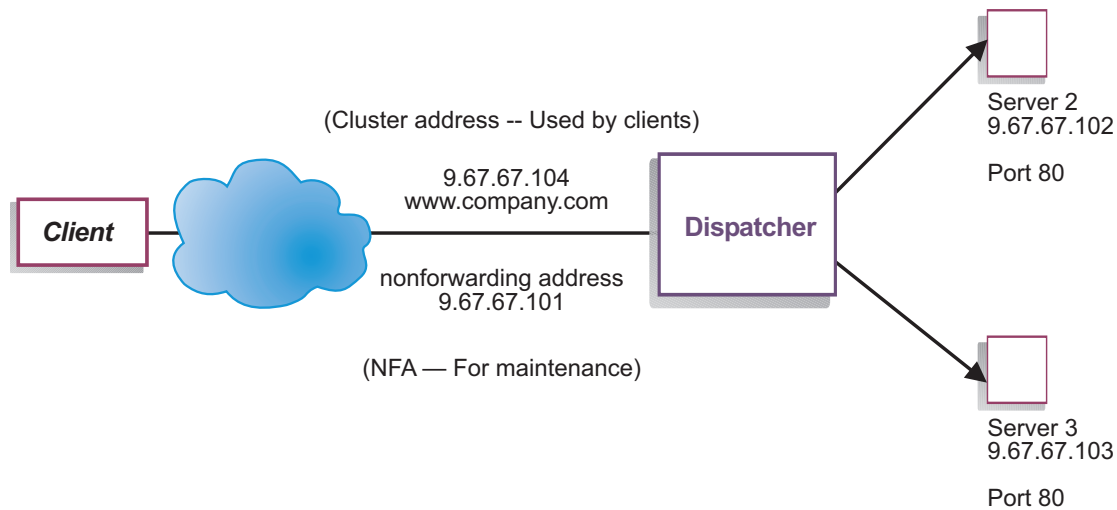 (Cluster address -- Used by clients)
9.67.67.104
www.company.com
Client
Dispatcher
nonforwarding address
9.67.67.101
(NFA — For maintenance)
Server 2
9.67.67.102
Port 80
Server 3
9.67.67.103
Port 80